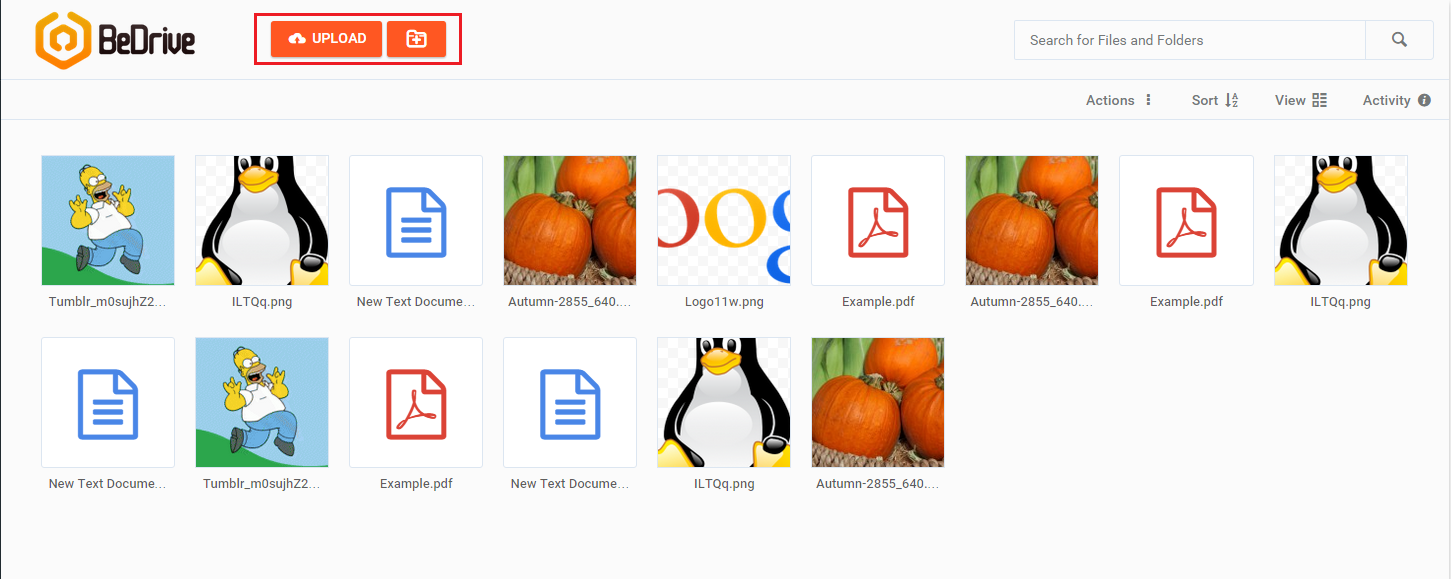 BeDrive
UPLOAD
Search for Files and Folders
Actions
Sort
View
Activity
Tumblr_m0sujhZ2...
ILTQq.png
New Text Docume...
Autumn-2855_640....
Logo11w.png
Example.pdf
Autumn-2855_640....
Example.pdf
ILTQq.png
New Text Docume...
Tumblr_m0sujhZ2...
Example.pdf
New Text Docume...
ILTQq.png
Autumn-2855_640....